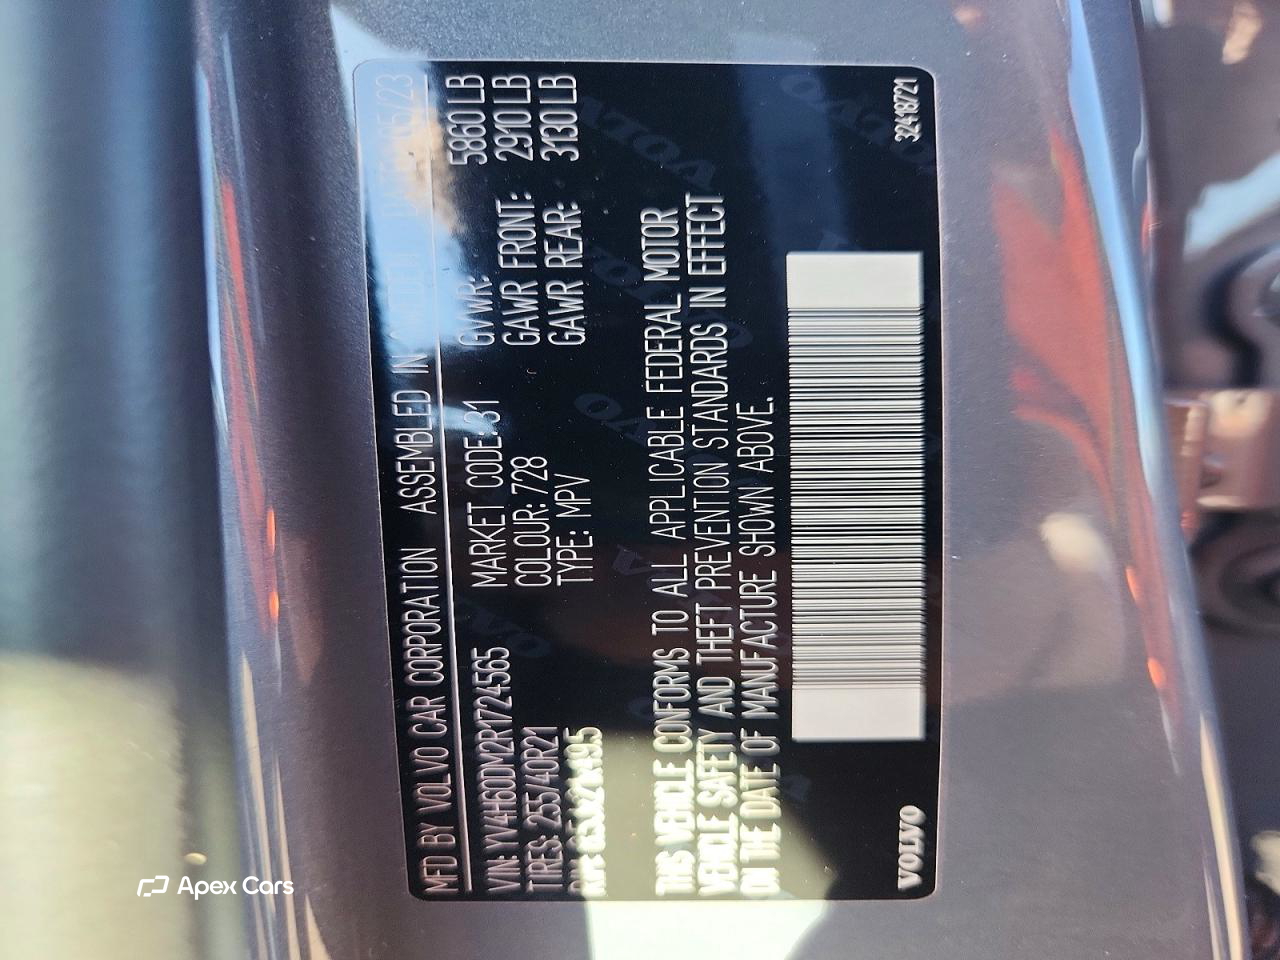 MFD BY VOLVO CAR CORPORATION ASSEMBLED IN
VIN: YV4H60DM2R1724565 MARKET CODE: 31 GVWR: 5860 LB
TIRES: 255/40R21 COLOUR: 728 GAWR FRONT: 2910 LB
TYPE: MPV GAWR REAR: 3130 LB
THIS VEHICLE CONFORMS TO ALL APPLICABLE FEDERAL MOTOR
VEHICLE SAFETY AND THEFT PREVENTION STANDARDS IN EFFECT
ON THE DATE OF MANUFACTURE SHOWN ABOVE.
VOLVO 32418721
Apex Cars